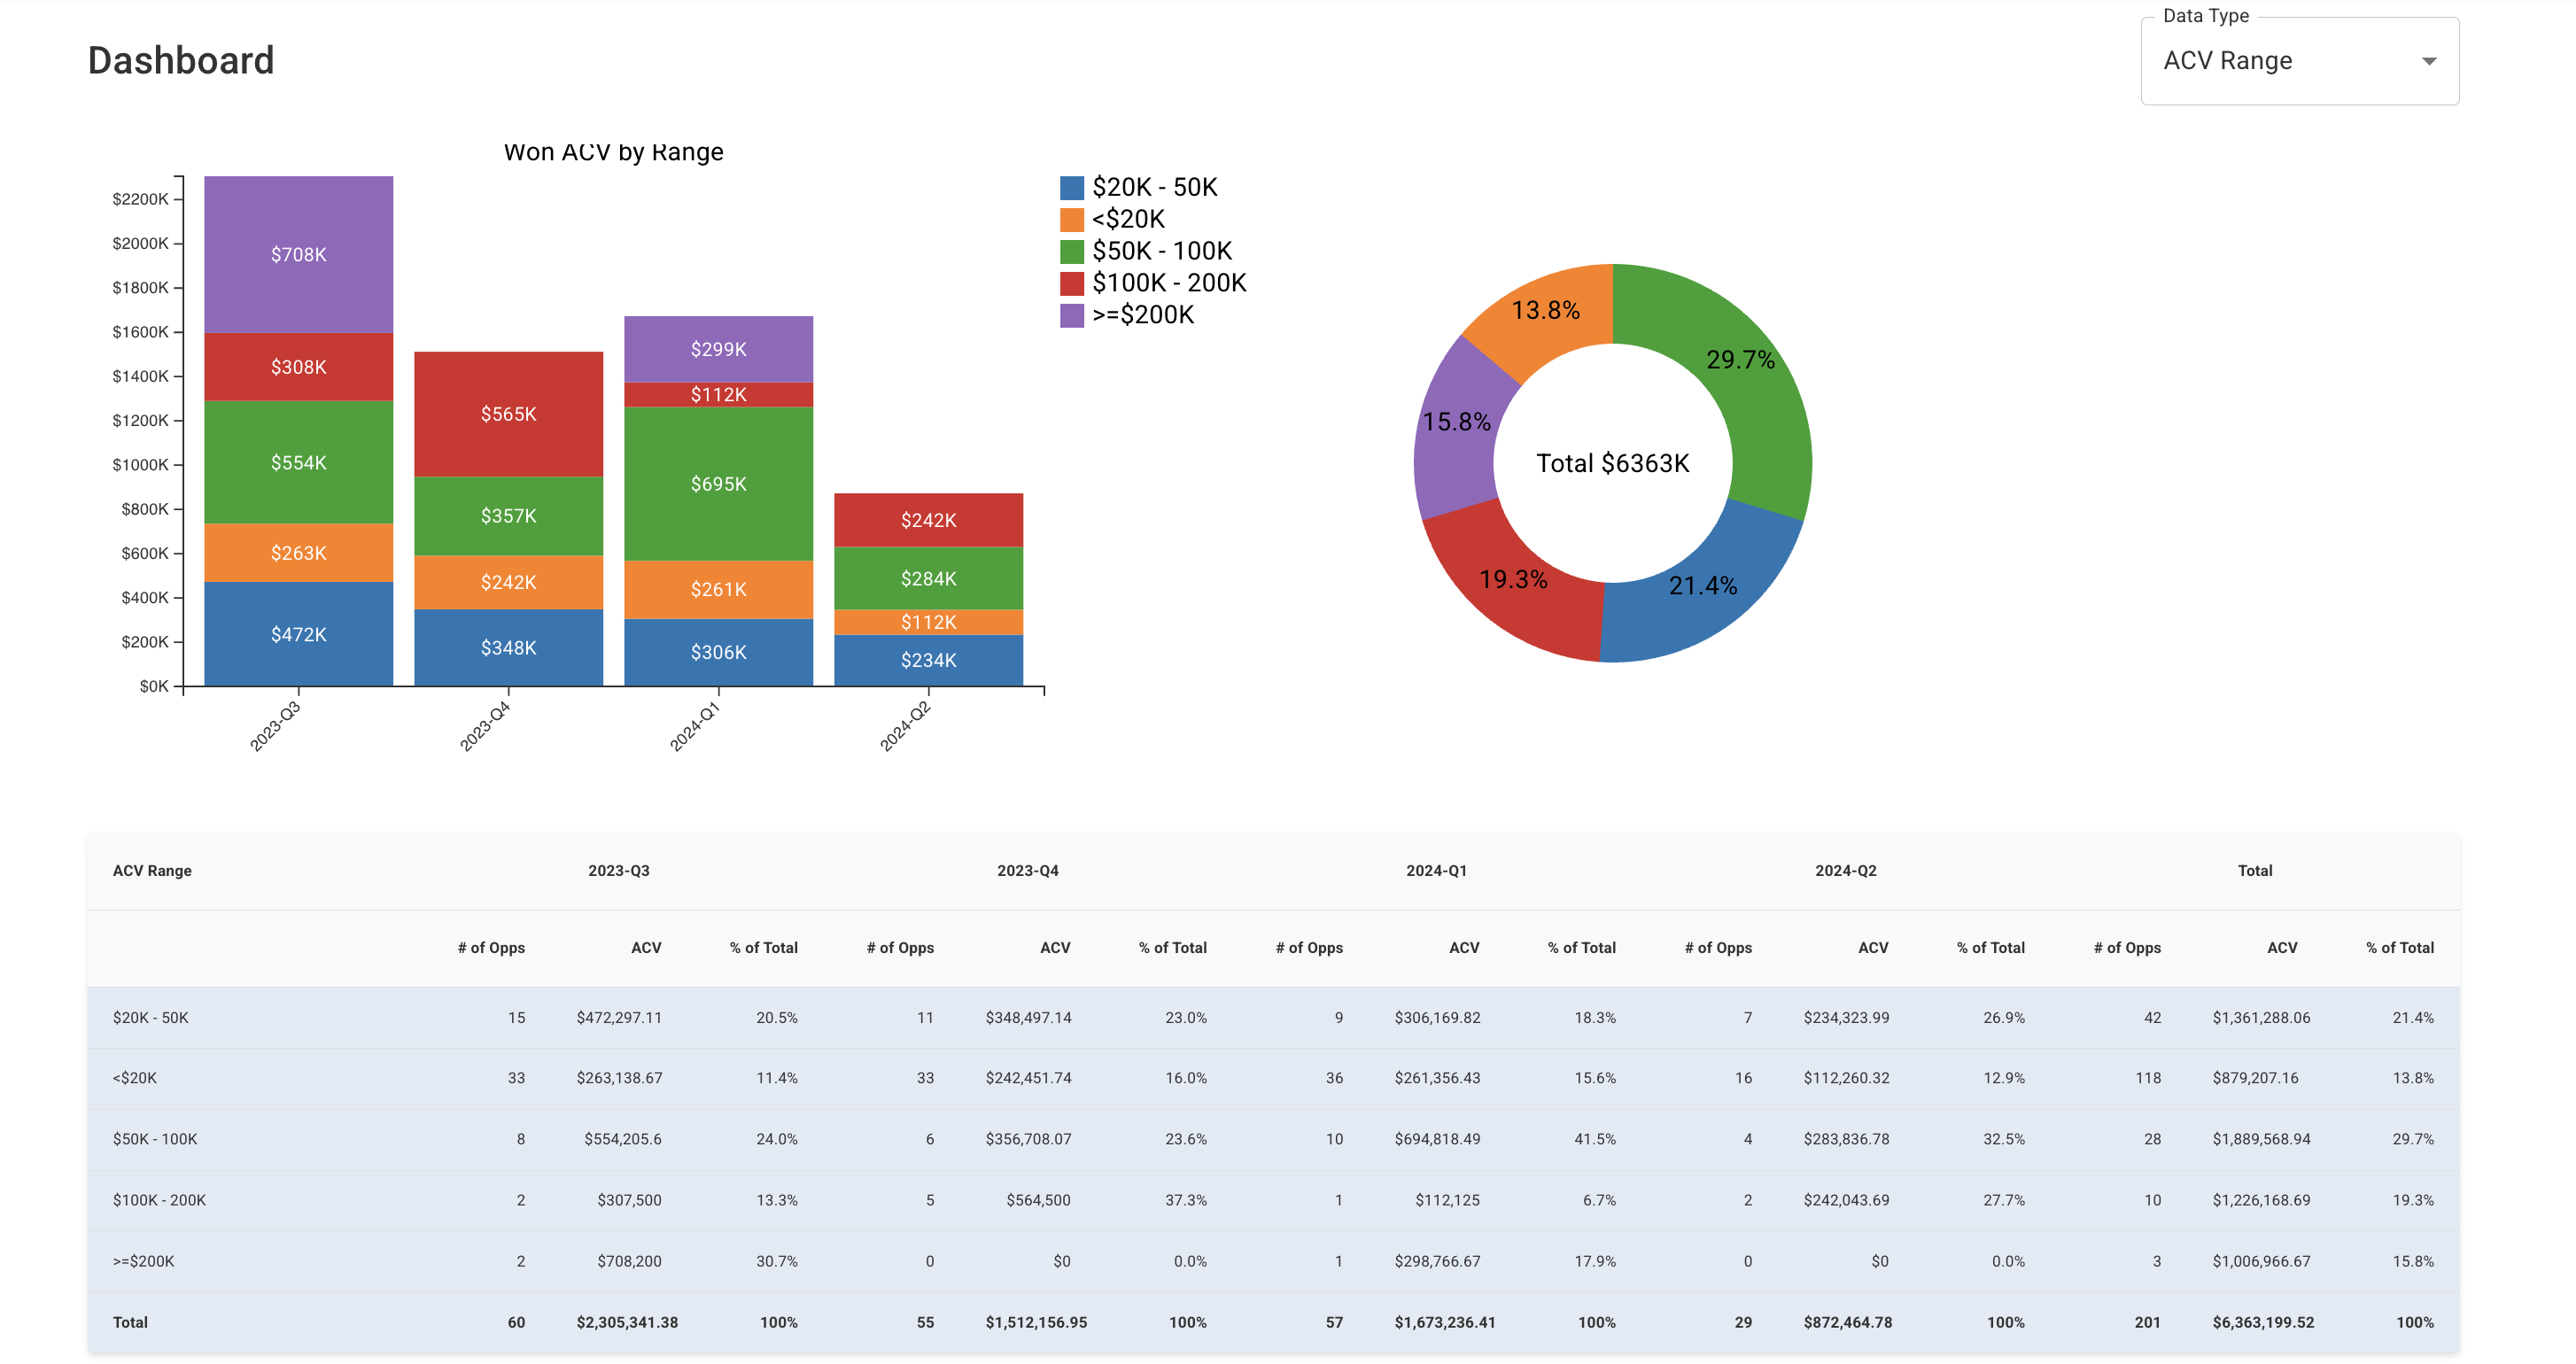 Data Type
Dashboard
ACV Range
Won ACV by Range
$2200K
$2000K
$1800K
$1600K
$1400K
$1200K
$1000K
$800K
$600K
$400K
$200K
$0K
$708K
$308K
$554K
$263K
$472K
$565K
$357K
$242K
$348K
$299K
$112K
$695K
$261K
$306K
$242K
$284K
$112K
$234K
2023-Q3
2023-Q4
2024-Q1
2024-Q2
$20K - 50K
<$20K
$50K - 100K
$100K - 200K
>=$200K
13.8%
29.7%
15.8%
Total $6363K
19.3%
21.4%
ACV Range 2023-Q3 2023-Q4 2024-Q1 2024-Q2 Total
# of Opps ACV % of Total # of Opps ACV % of Total # of Opps ACV % of Total # of Opps ACV % of Total # of Opps ACV % of Total
$20K - 50K 15 $472,297.11 20.5% 11 $348,497.14 23.0% 9 $306,169.82 18.3% 7 $234,323.99 26.9% 42 $1,361,288.06 21.4%
<$20K 33 $263,138.67 11.4% 33 $242,451.74 16.0% 36 $261,356.43 15.6% 16 $112,260.32 12.9% 118 $879,207.16 13.8%
$50K - 100K 8 $554,205.6 24.0% 6 $356,708.07 23.6% 10 $694,818.49 41.5% 4 $283,836.78 32.5% 28 $1,889,568.94 29.7%
$100K - 200K 2 $307,500 13.3% 5 $564,500 37.3% 1 $112,125 6.7% 2 $242,043.69 27.7% 10 $1,226,168.69 19.3%
>=$200K 2 $708,200 30.7% 0 $0 0.0% 1 $298,766.67 17.9% 0 $0 0.0% 3 $1,006,966.67 15.8%
Total 60 $2,305,341.38 100% 55 $1,512,156.95 100% 57 $1,673,236.41 100% 29 $872,464.78 100% 201 $6,363,199.52 100%